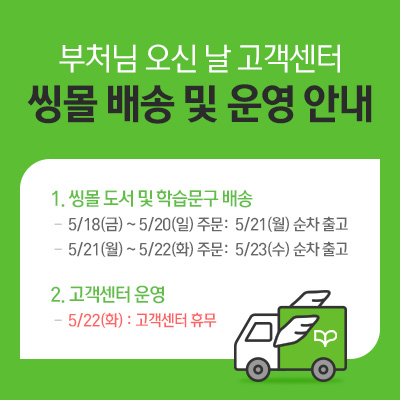 부처님 오신 날 고객센터
씽몰 배송 및 운영 안내
1. 씽몰 도서 및 학습문구 배송
- 5/18(금) ~ 5/20(일) 주문: 5/21(월) 순차 출고
- 5/21(월) ~ 5/22(화) 주문: 5/23(수) 순차 출고
2. 고객센터 운영
- 5/22(화) : 고객센터 휴무